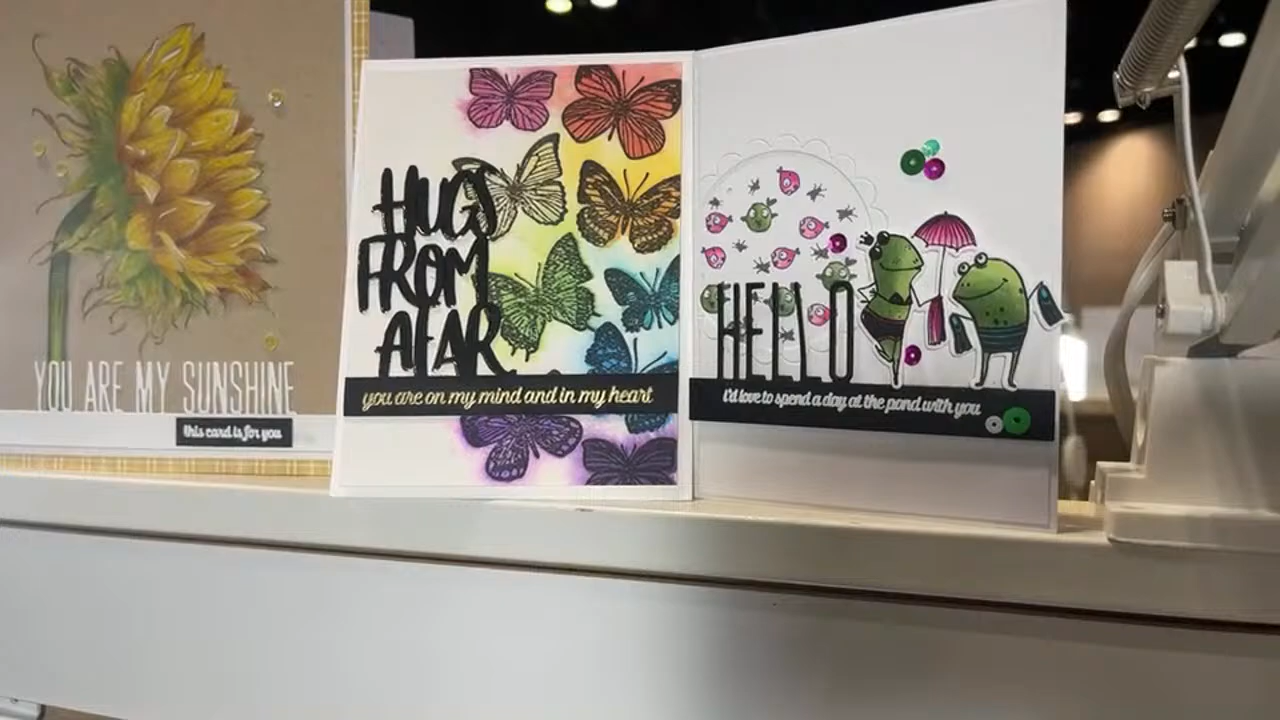 YOU ARE MY SUNSHINE
this card is for you
HUGS
FROM
AFAR
you are on my mind and in my heart
HELLO
i'd love to spend a day at the pond with you